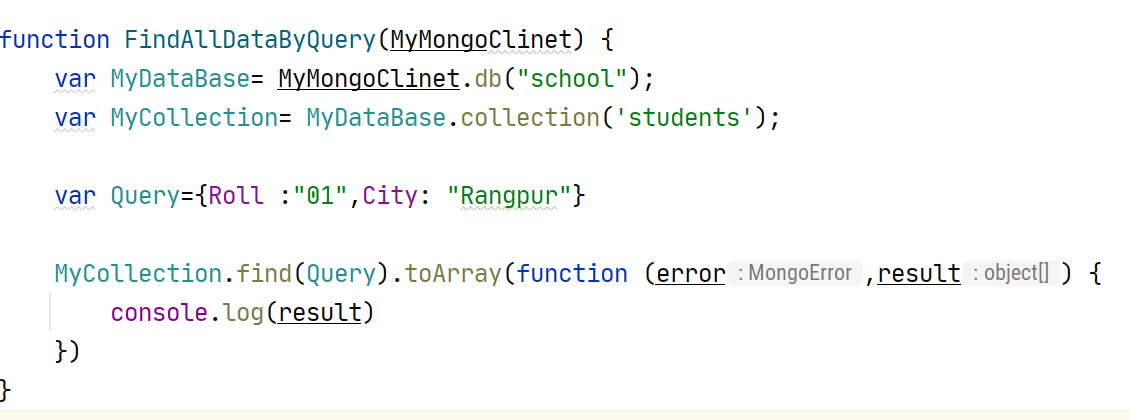 function FindAllDataByQuery(MyMongoClinet) {
    var MyDataBase= MyMongoClinet.db("school");
    var MyCollection= MyDataBase.collection('students');
    var Query={Roll :"01",City: "Rangpur"}
    MyCollection.find(Query).toArray(function (error : MongoError ,result : object[] ) {
        console.log(result)
    })
}